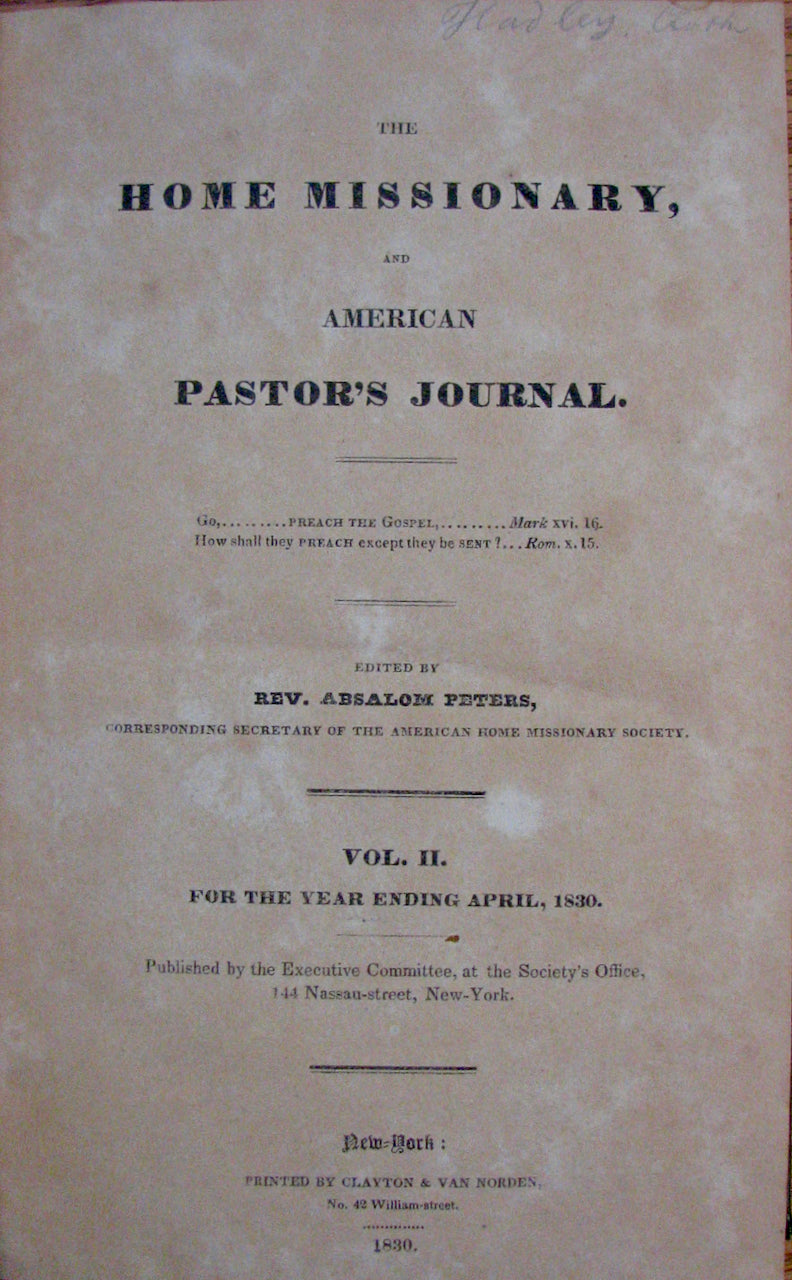 Hadley,
THE
HOME MISSIONARY,
AND
AMERICAN
PASTOR'S JOURNAL.
Go,.........PREACH THE GOSPEL,.........Mark xvi. 16.
How shall they PREACH except they be SENT?...Rom. x. 15.
EDITED BY
REV. ABSALOM PETERS,
CORRESPONDING SECRETARY OF THE AMERICAN HOME MISSIONARY SOCIETY.
VOL. II.
FOR THE YEAR ENDING APRIL, 1830.
Published by the Executive Committee, at the Society's Office,
144 Nassau-street, New-York.
New-York:
PRINTED BY CLAYTON & VAN NORDEN,
No. 42 William-street.
1830.